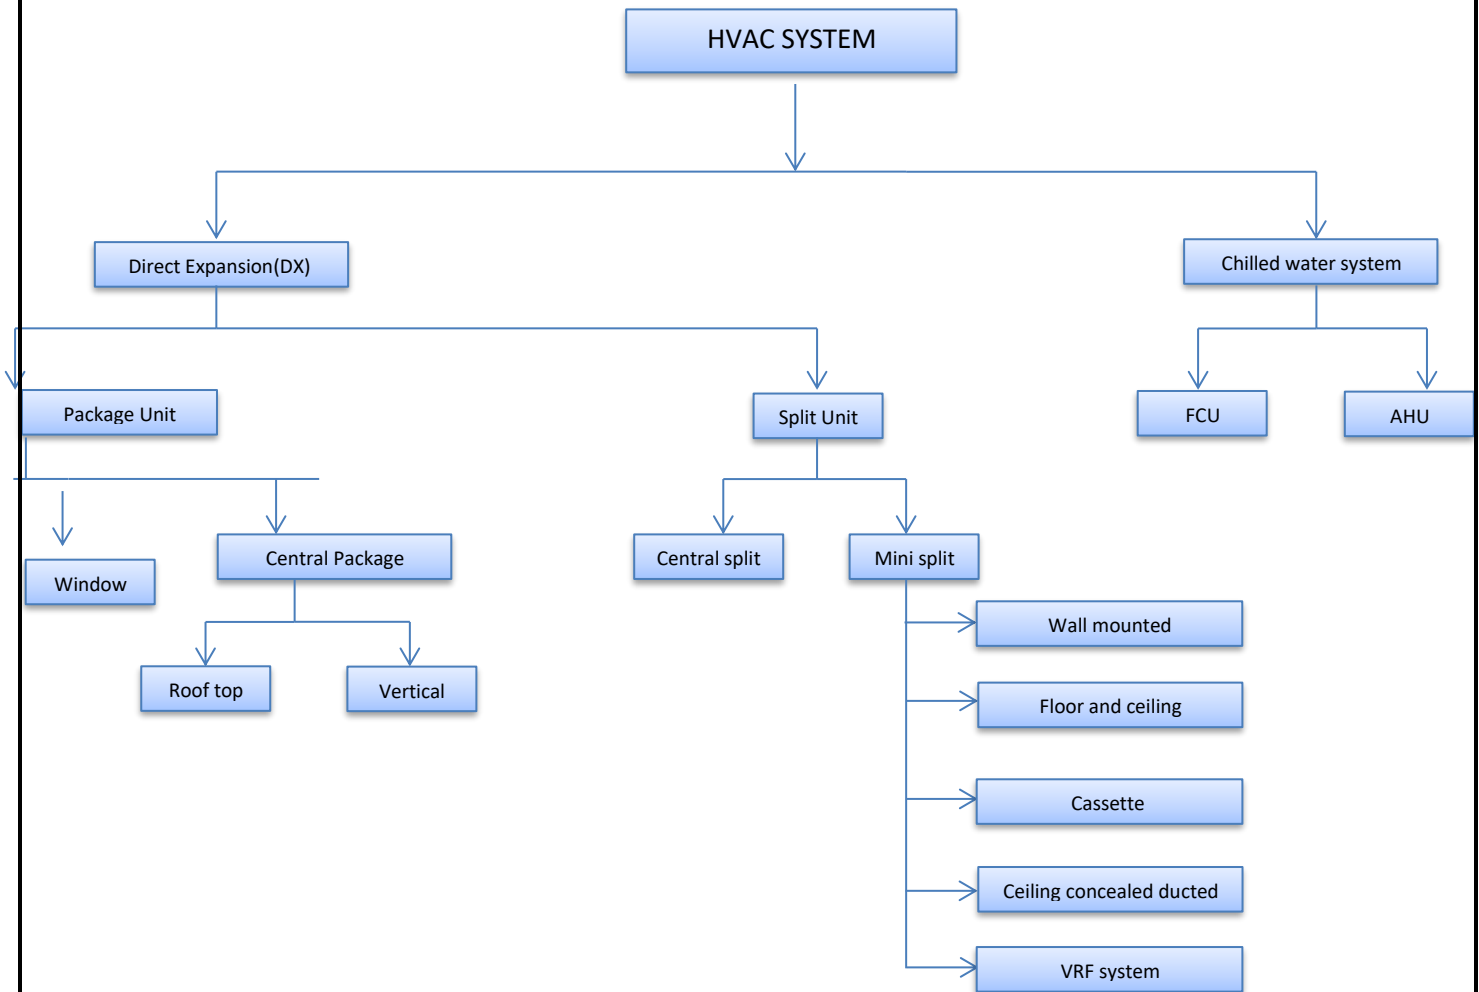 HVAC SYSTEM
Direct Expansion(DX)
Chilled water system
Package Unit
Split Unit
FCU
AHU
Window
Central Package
Central split
Mini split
Roof top
Vertical
Wall mounted
Floor and ceiling
Cassette
Ceiling concealed ducted
VRF system